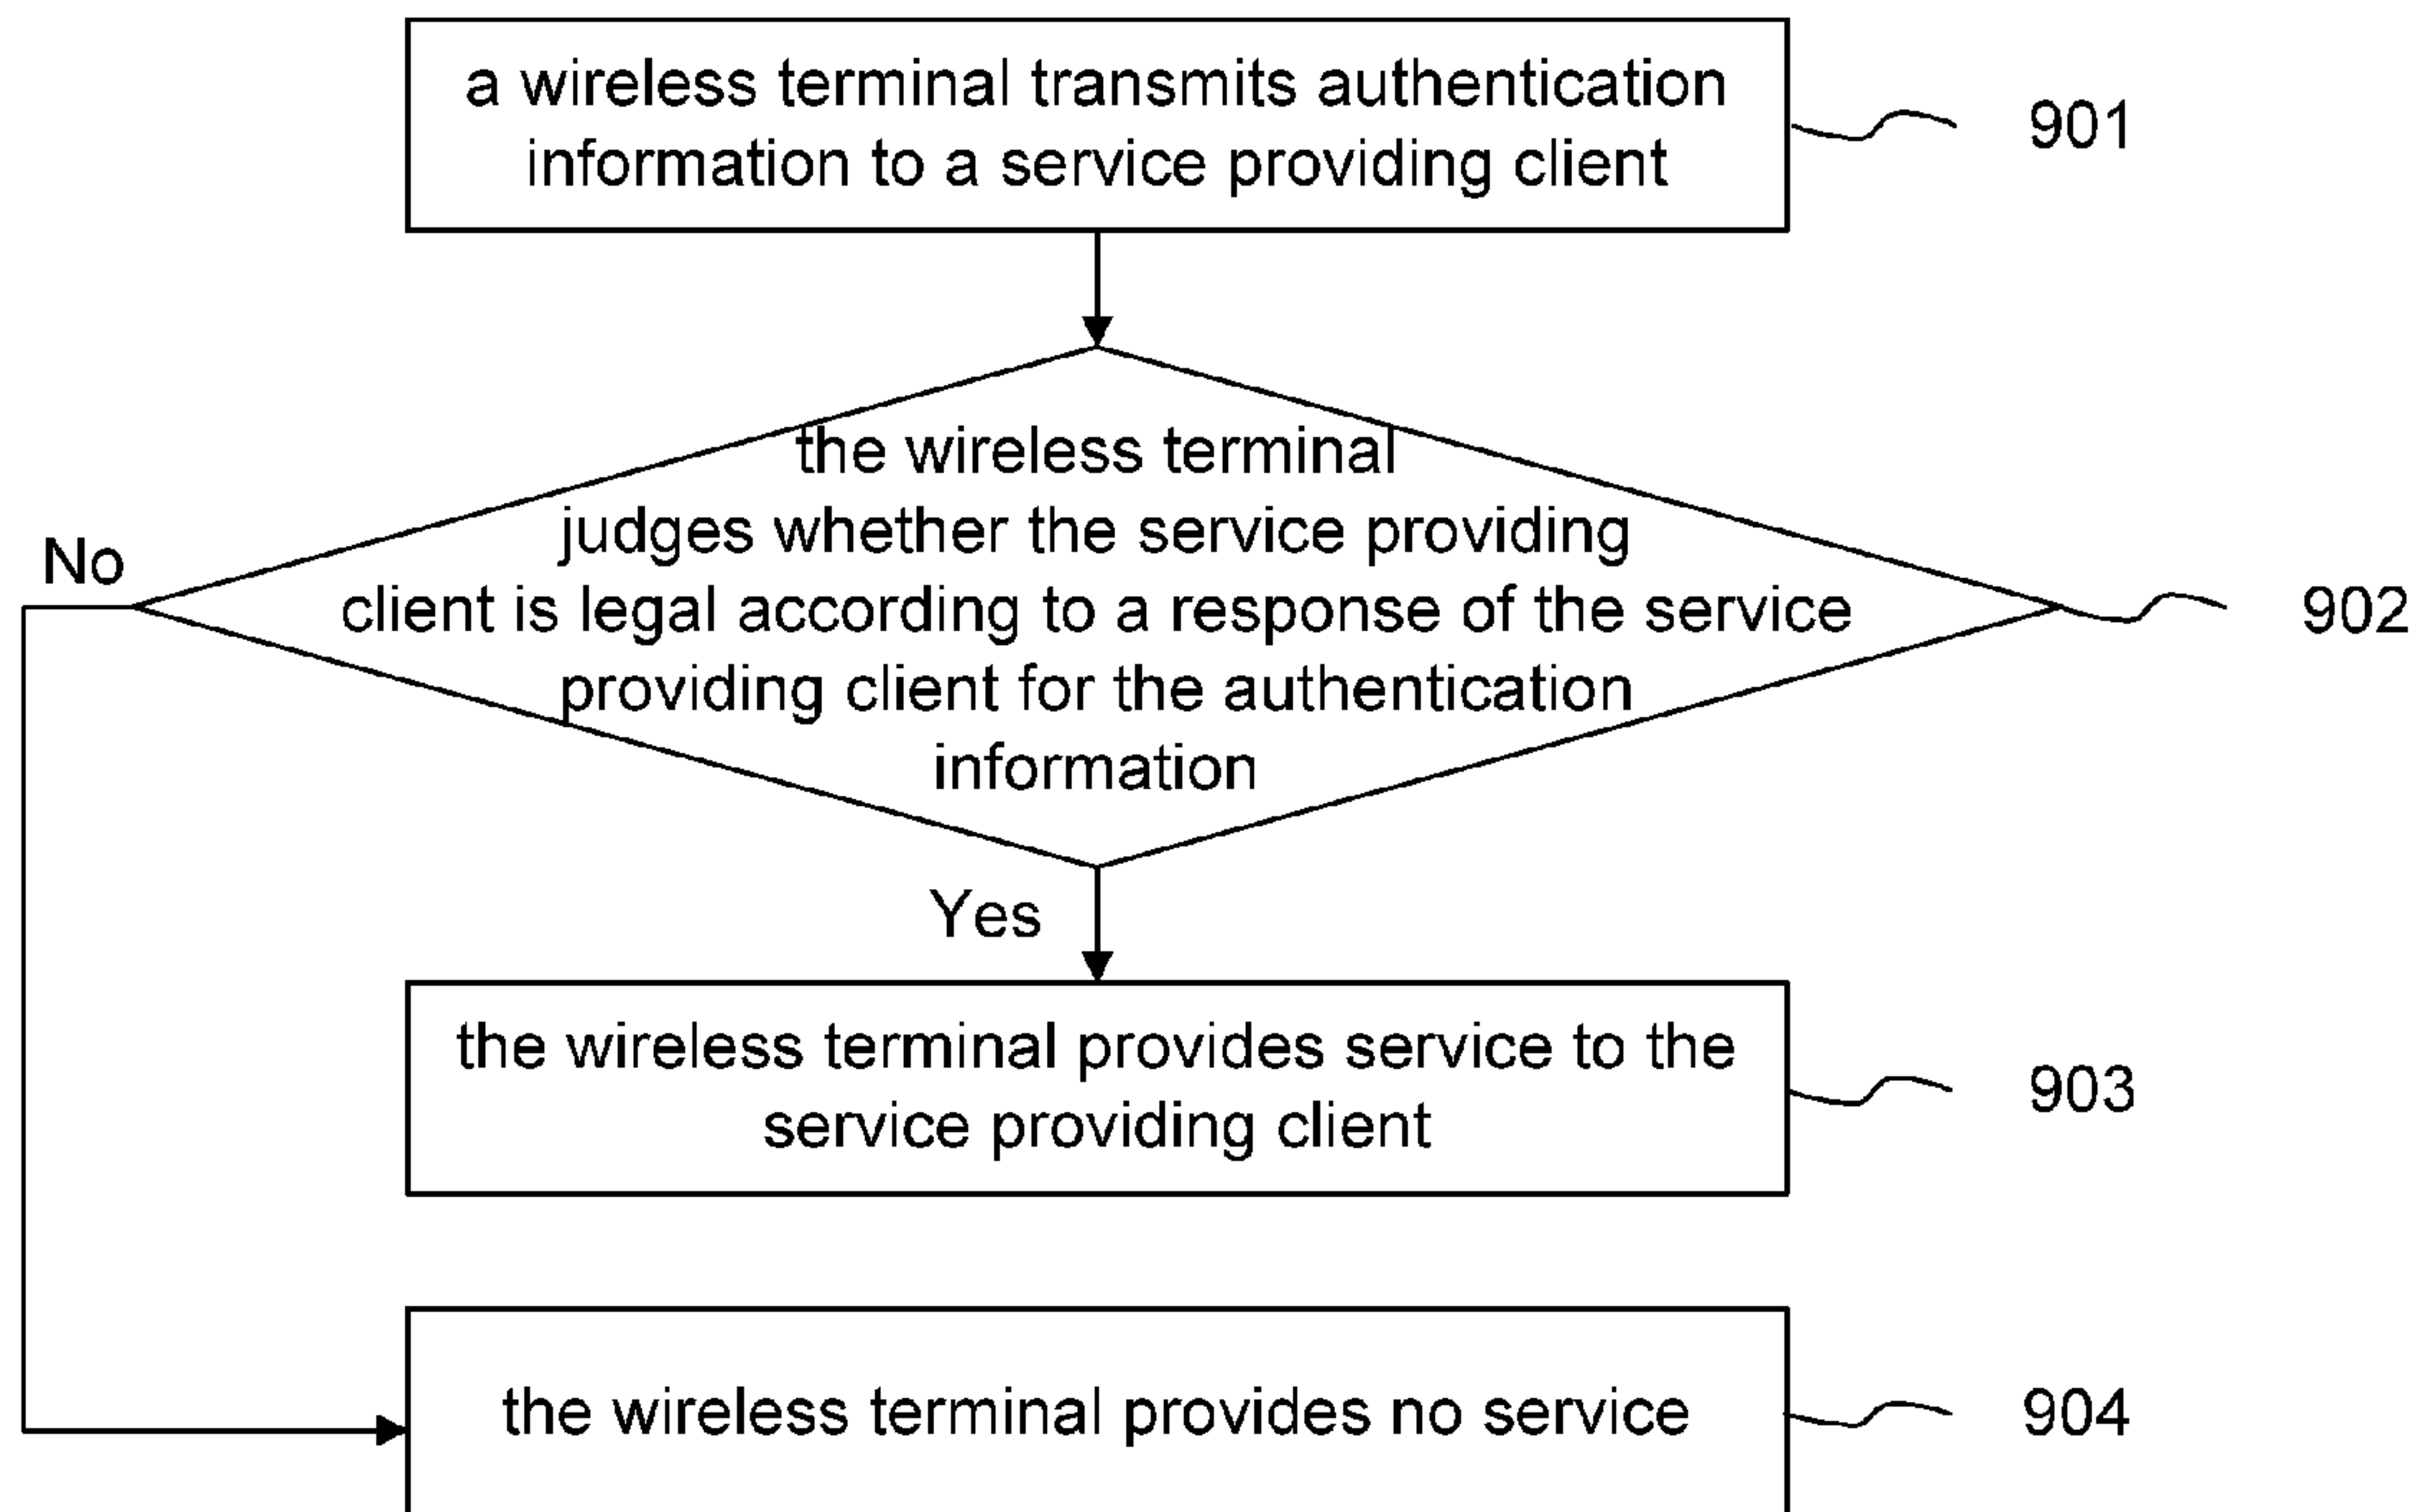 a wireless terminal transmits authentication
information to a service providing client
901
the wireless terminal
judges whether the service providing
client is legal according to a response of the service
providing client for the authentication
information
No
902
Yes
the wireless terminal provides service to the
service providing client
903
the wireless terminal provides no service
904